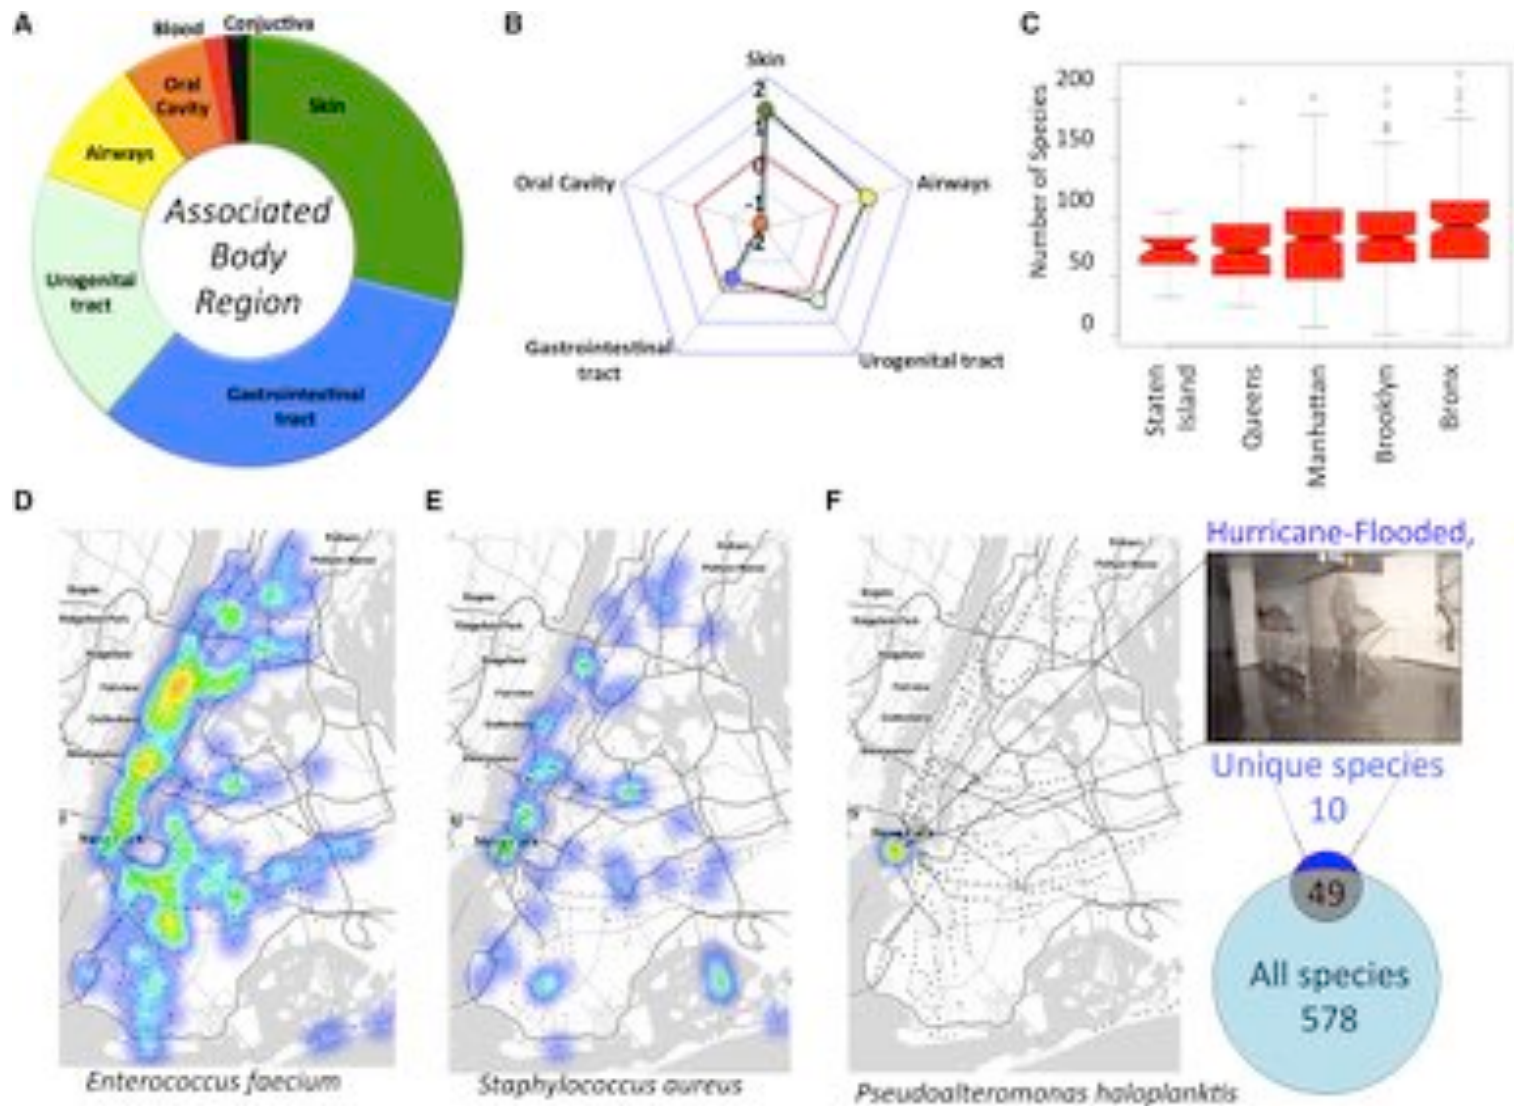 A
Blood
Conjuctiva
Oral
Cavity
Skin
Airways
Associated
Body
Region
Urogenital
tract
Gastrointestinal
tract
B
Skin
2
1
0
-1
2
Oral Cavity
Airways
Gastrointestinal
tract
Urogenital tract
C
Number of Species
200
150
100
50
0
Staten
Island
Queens
Manhattan
Brooklyn
Bronx
D
Enterococcus faecium
E
Staphylococcus aureus
F
Pseudoalteromonas haloplanktis
Hurricane-Flooded,
Unique species
10
49
All species
578